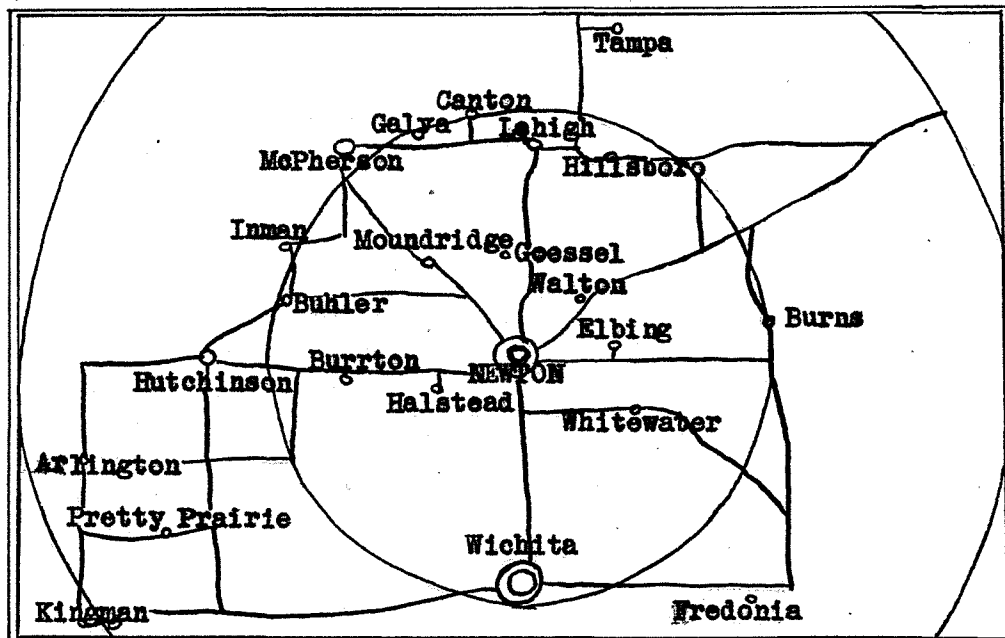 Tampa
Canton
Galva
Lehigh
McPherson
Hillsboro
Inman
Moundridge
Goessel
Walton
Buhler
Burns
Elbing
Burrton
NEWTON
Hutchinson
Halstead
Whitewater
Arlington
Pretty Prairie
Wichita
Kingman
Fredonia